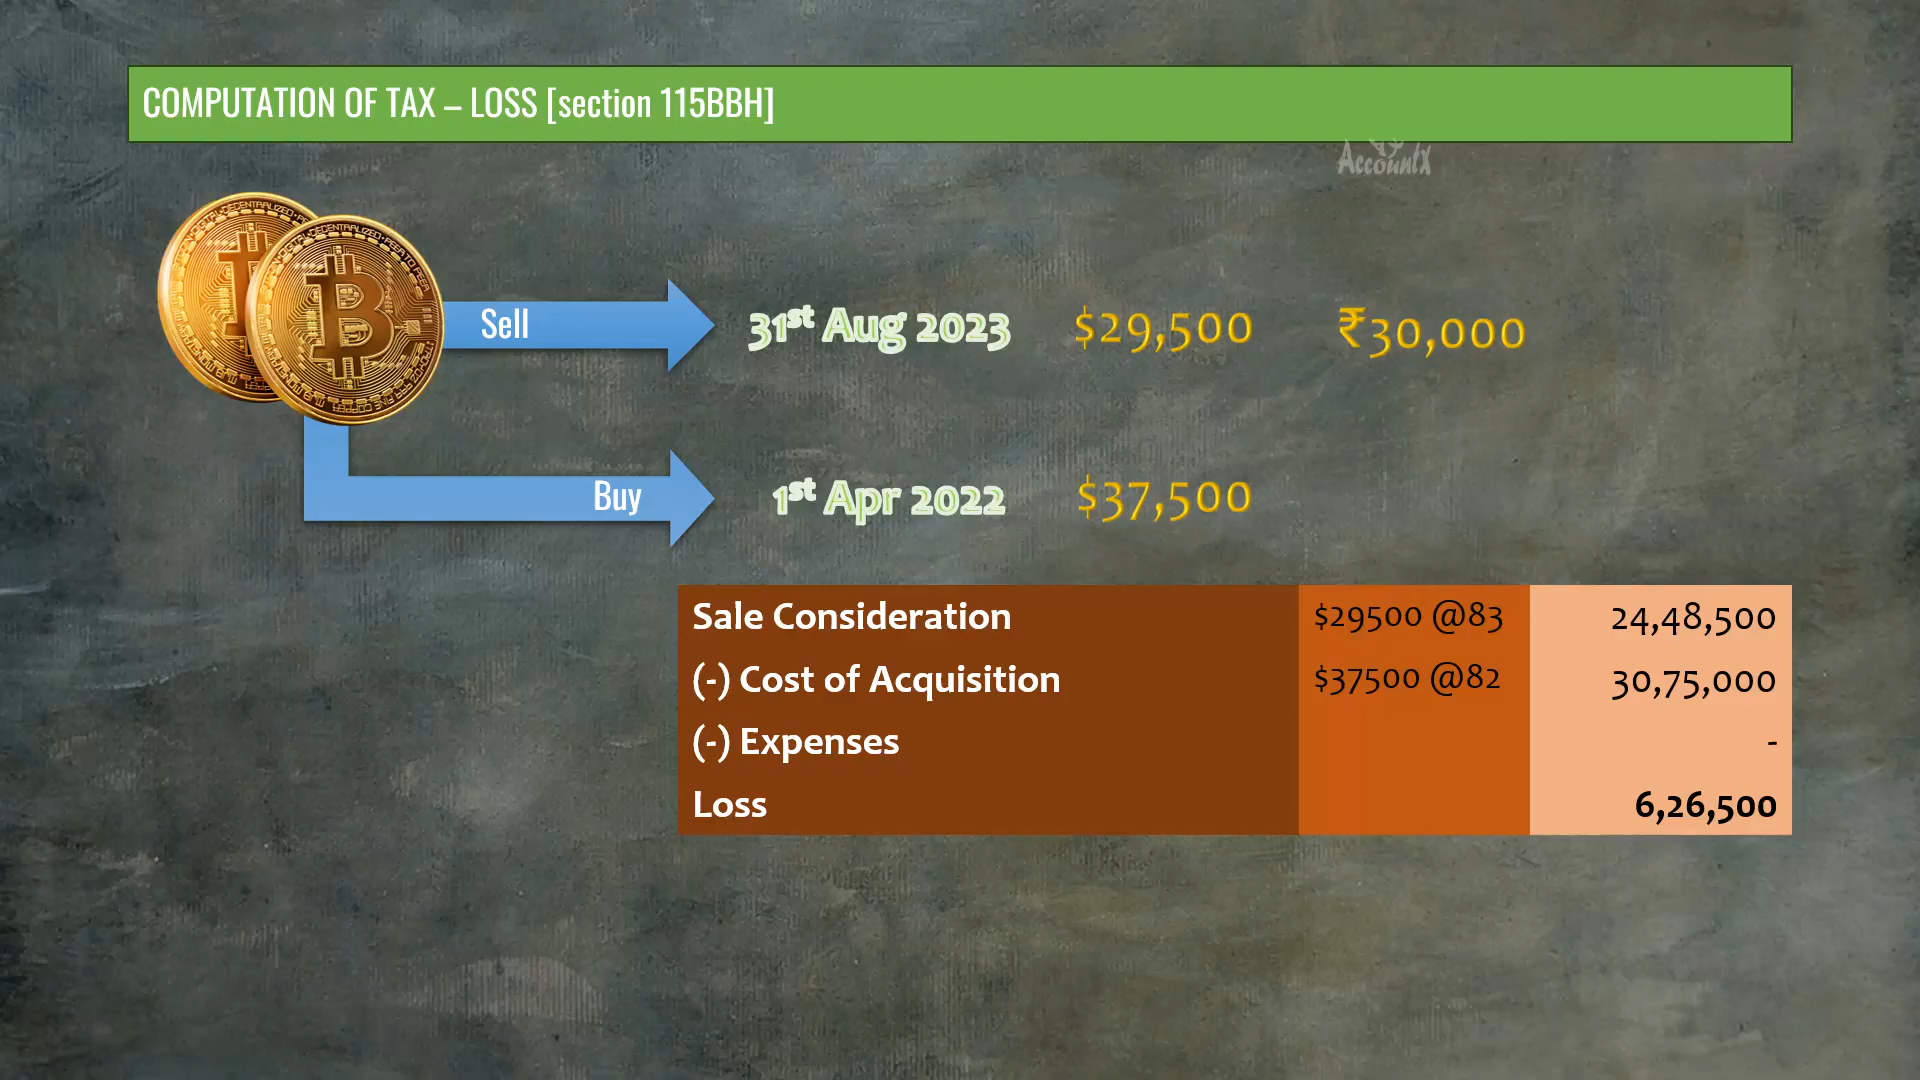 COMPUTATION OF TAX – LOSS [section 115BBH]
Accountx
Sell
31st Aug 2023 $29,500 ₹30,000
Buy
1st Apr 2022 $37,500
Sale Consideration $29500 @83 24,48,500
(-) Cost of Acquisition $37500 @82 30,75,000
(-) Expenses -
Loss 6,26,500